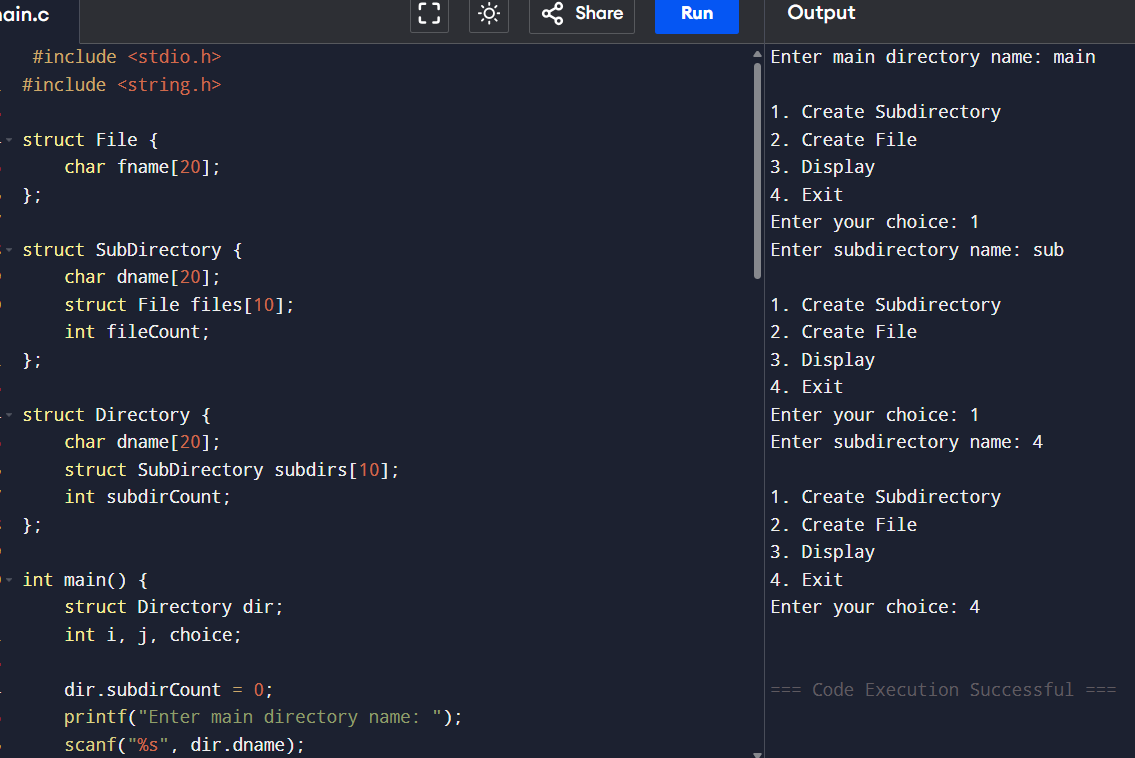 main.c
Share
Run
Output
#include <stdio.h>
#include <string.h>
struct File {
char fname[20];
};
struct SubDirectory {
char dname[20];
struct File files[10];
int fileCount;
};
struct Directory {
char dname[20];
struct SubDirectory subdirs[10];
int subdirCount;
};
int main() {
struct Directory dir;
int i, j, choice;
dir.subdirCount = 0;
printf("Enter main directory name: ");
scanf("%s", dir.dname);
Enter main directory name: main
1. Create Subdirectory
2. Create File
3. Display
4. Exit
Enter your choice: 1
Enter subdirectory name: sub
1. Create Subdirectory
2. Create File
3. Display
4. Exit
Enter your choice: 1
Enter subdirectory name: 4
1. Create Subdirectory
2. Create File
3. Display
4. Exit
Enter your choice: 4
=== Code Execution Successful ===